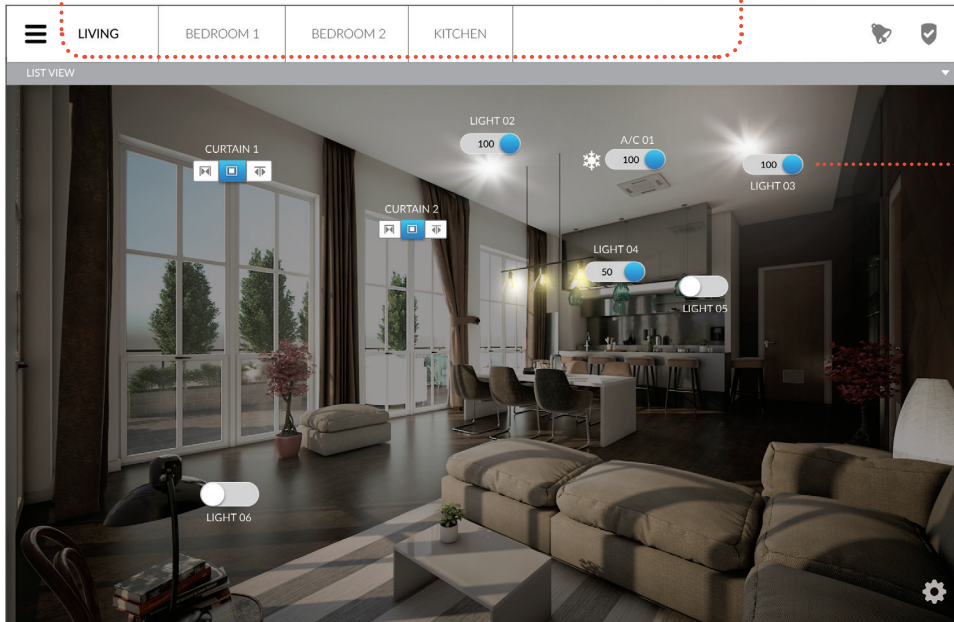 LIVING
BEDROOM 1
BEDROOM 2
KITCHEN
LIST VIEW
LIGHT 02
100
A/C 01
100
100
LIGHT 03
CURTAIN 1
CURTAIN 2
LIGHT 04
50
LIGHT 05
LIGHT 06